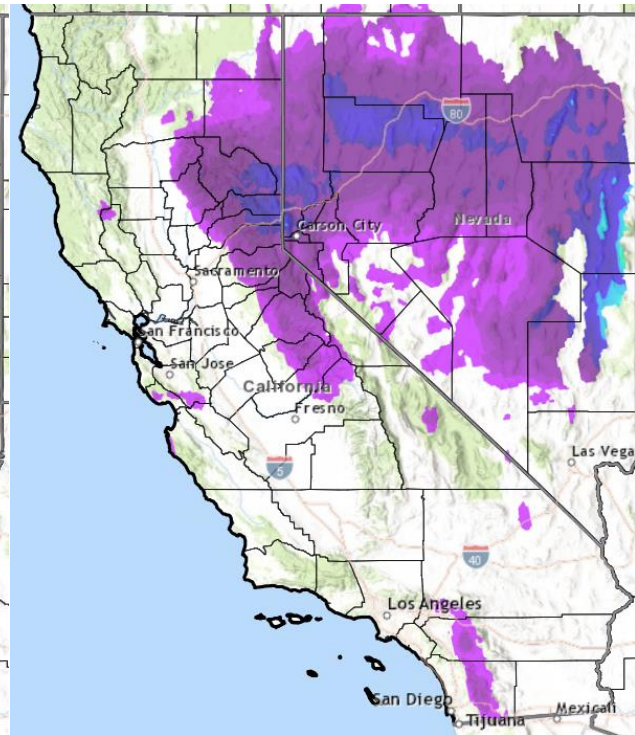 80
Carson City
Nevada
Sacramento
San Francisco
San Jose
California
Fresno
5
Las Vega
40
Los Angeles
San Diego
Tijuana
Mexicali